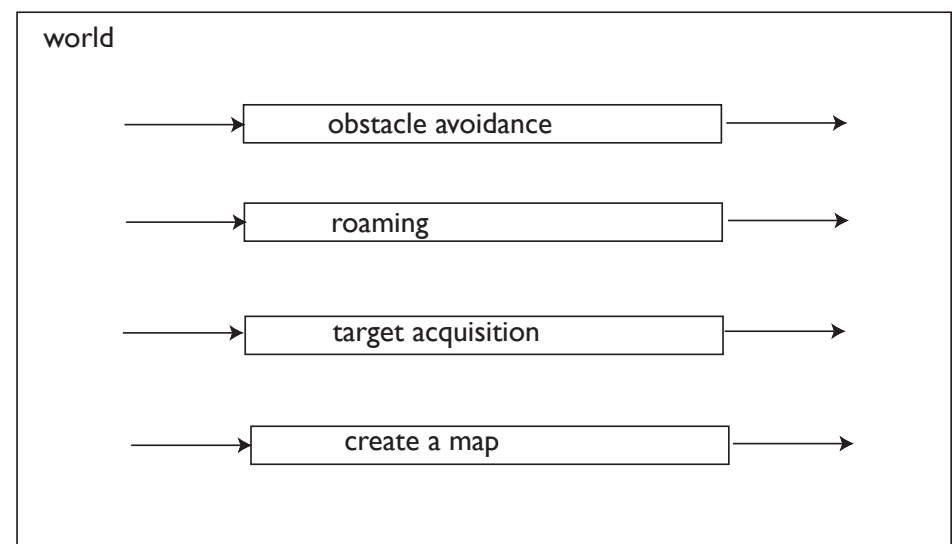 world
obstacle avoidance
roaming
target acquisition
create a map